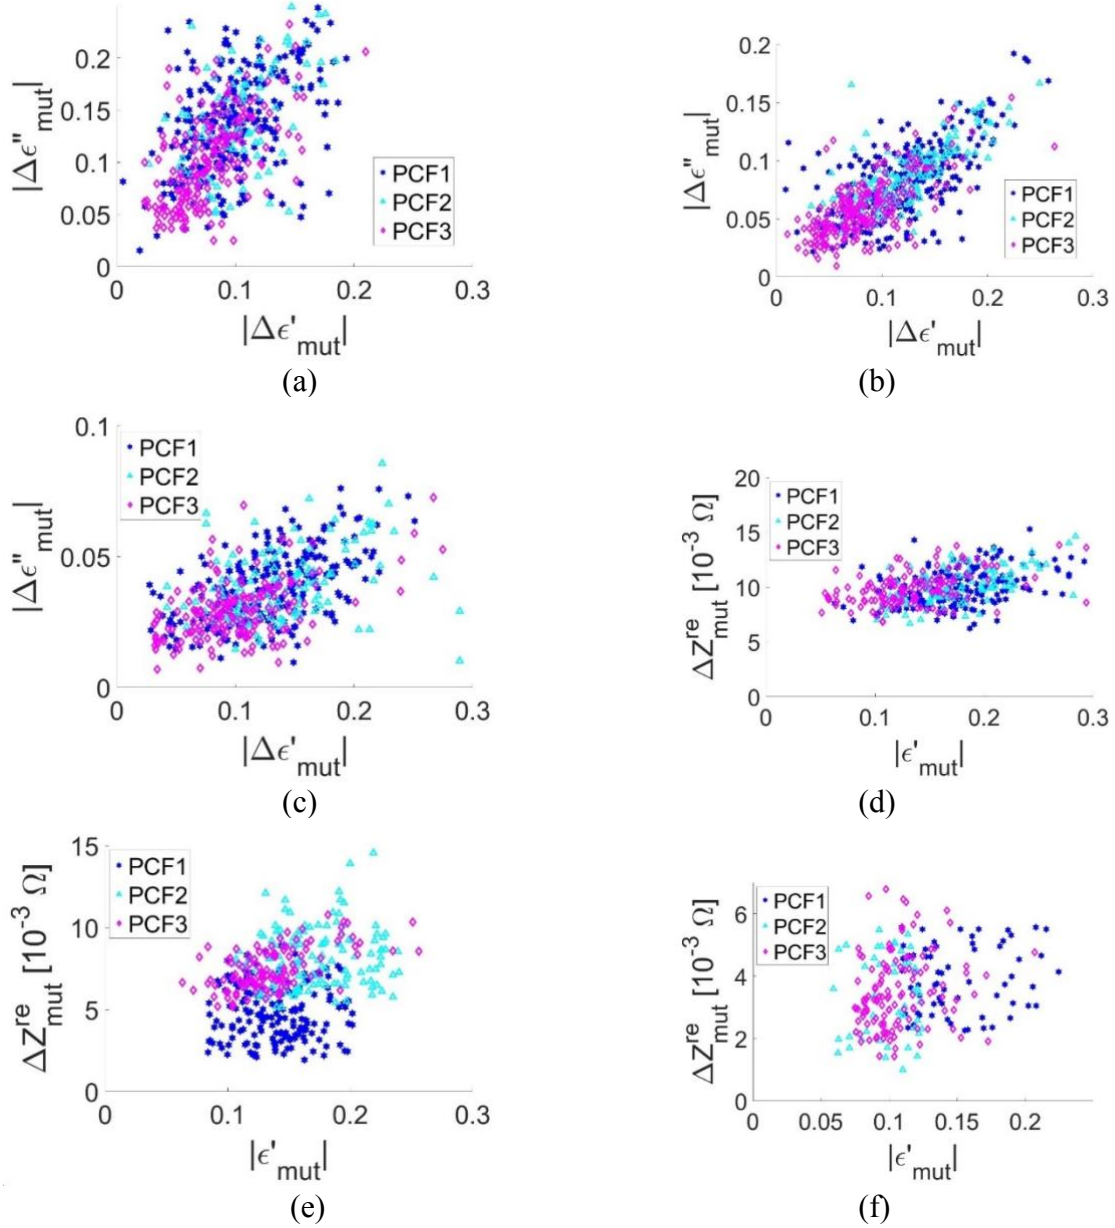 |Δϵ"mut|
0.2
0.15
0.1
0.05
0
PCF1
PCF2
PCF3
0 0.1 0.2 0.3
|Δϵ'mut|
(a)
|Δϵ"mut|
0.2
0.15
0.1
0.05
0
PCF1
PCF2
PCF3
0 0.1 0.2 0.3
|Δϵ'mut|
(b)
|Δϵ"mut|
0.1
0.05
0
PCF1
PCF2
PCF3
0 0.1 0.2 0.3
|Δϵ'mut|
(c)
ΔZ^re_mut [10^-3 Ω]
20
15
10
5
0
PCF1
PCF2
PCF3
0 0.1 0.2 0.3
|ϵ'mut|
(d)
ΔZ^re_mut [10^-3 Ω]
15
10
5
0
PCF1
PCF2
PCF3
0 0.1 0.2 0.3
|ϵ'mut|
(e)
ΔZ^re_mut [10^-3 Ω]
6
4
2
0
PCF1
PCF2
PCF3
0 0.05 0.1 0.15 0.2
|ϵ'mut|
(f)